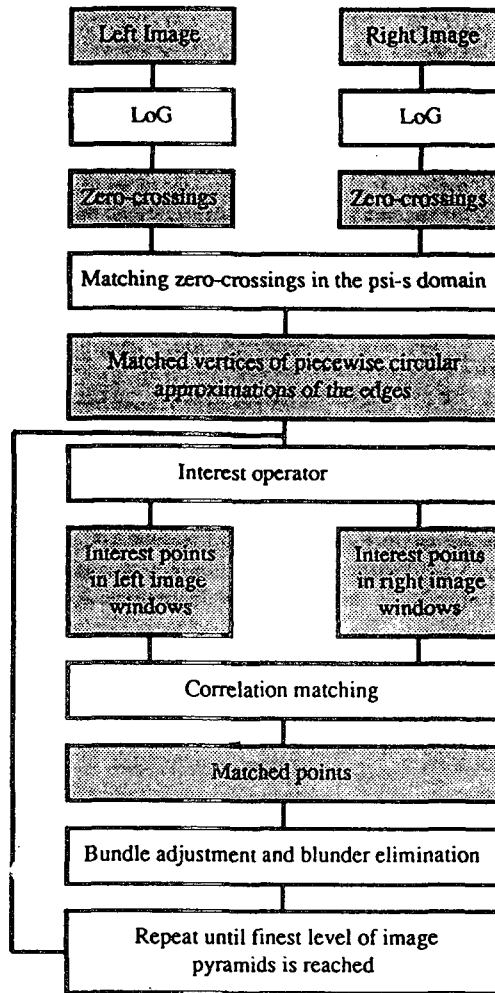 Left Image
Right Image
LoG
LoG
Zero-crossings
Zero-crossings
Matching zero-crossings in the psi-s domain
Matched vertices of piecewise circular
approximations of the edges
Interest operator
Interest points
in left image
windows
Interest points
in right image
windows
Correlation matching
Matched points
Bundle adjustment and blunder elimination
Repeat until finest level of image
pyramids is reached